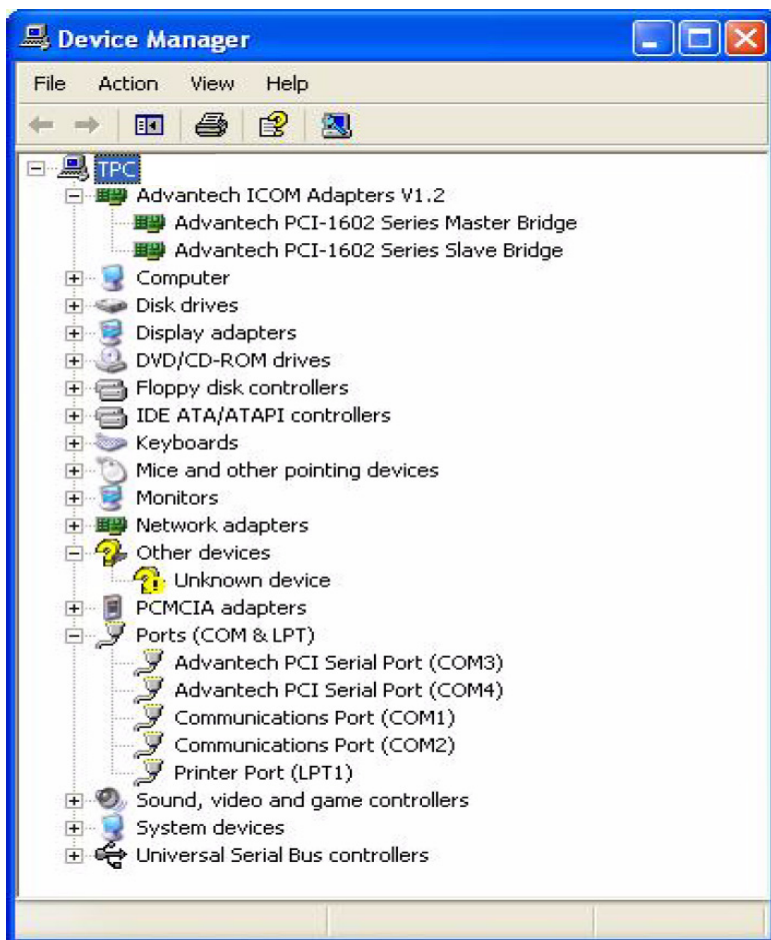 Device Manager
File Action View Help
TPC
Advantech ICOM Adapters V1.2
Advantech PCI-1602 Series Master Bridge
Advantech PCI-1602 Series Slave Bridge
Computer
Disk drives
Display adapters
DVD/CD-ROM drives
Floppy disk controllers
IDE ATA/ATAPI controllers
Keyboards
Mice and other pointing devices
Monitors
Network adapters
Other devices
Unknown device
PCMCIA adapters
Ports (COM & LPT)
Advantech PCI Serial Port (COM3)
Advantech PCI Serial Port (COM4)
Communications Port (COM1)
Communications Port (COM2)
Printer Port (LPT1)
Sound, video and game controllers
System devices
Universal Serial Bus controllers